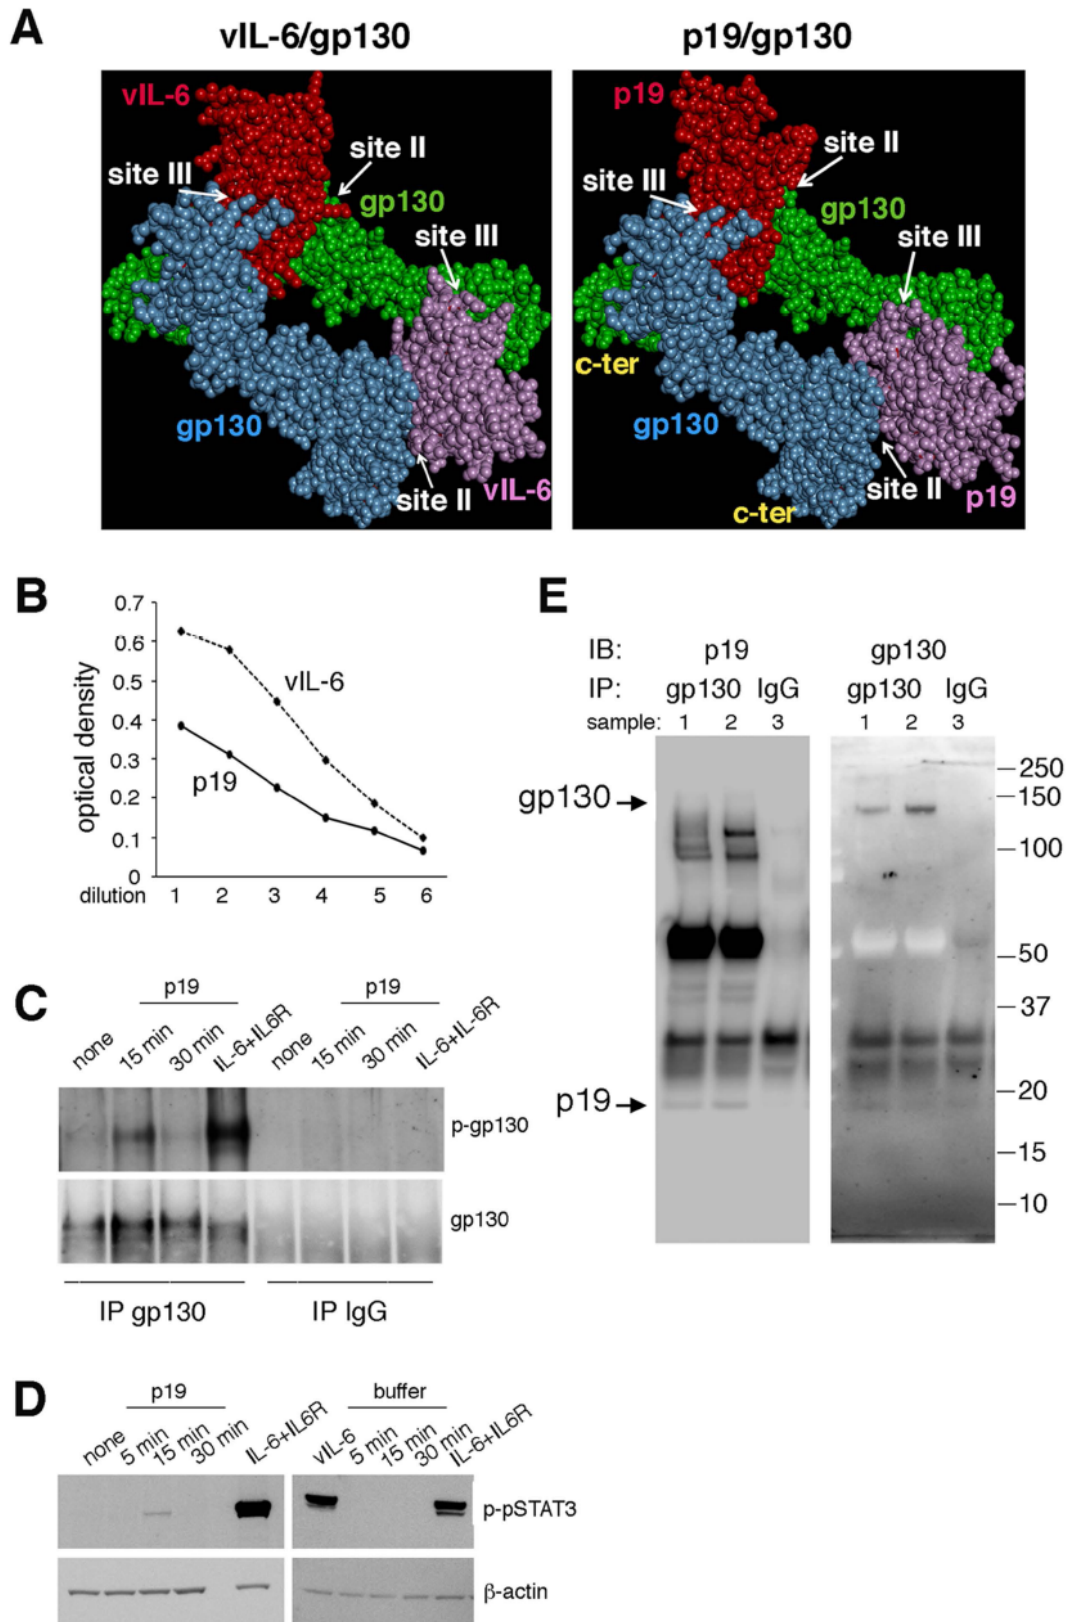 A
vIL-6/gp130
p19/gp130
vIL-6
site II
site III
gp130
site III
gp130
site II
vIL-6
p19
site II
site III
gp130
site III
c-ter
gp130
site II
c-ter
p19
B
0.7
0.6
0.5
0.4
0.3
0.2
0.1
0
optical density
vIL-6
p19
dilution 1 2 3 4 5 6
C
p19 p19
none 15 min 30 min IL-6+IL6R none 15 min 30 min IL-6+IL-6R
p-gp130
gp130
IP gp130 IP IgG
D
p19 buffer
none 5 min 15 min 30 min IL-6+IL6R vIL-6 5 min 15 min 30 min IL-6+IL6R
p-pSTAT3
β-actin
E
IB: p19 gp130
IP: gp130 IgG gp130 IgG
sample: 1 2 3 1 2 3
gp130
p19
250
150
100
50
37
20
15
10